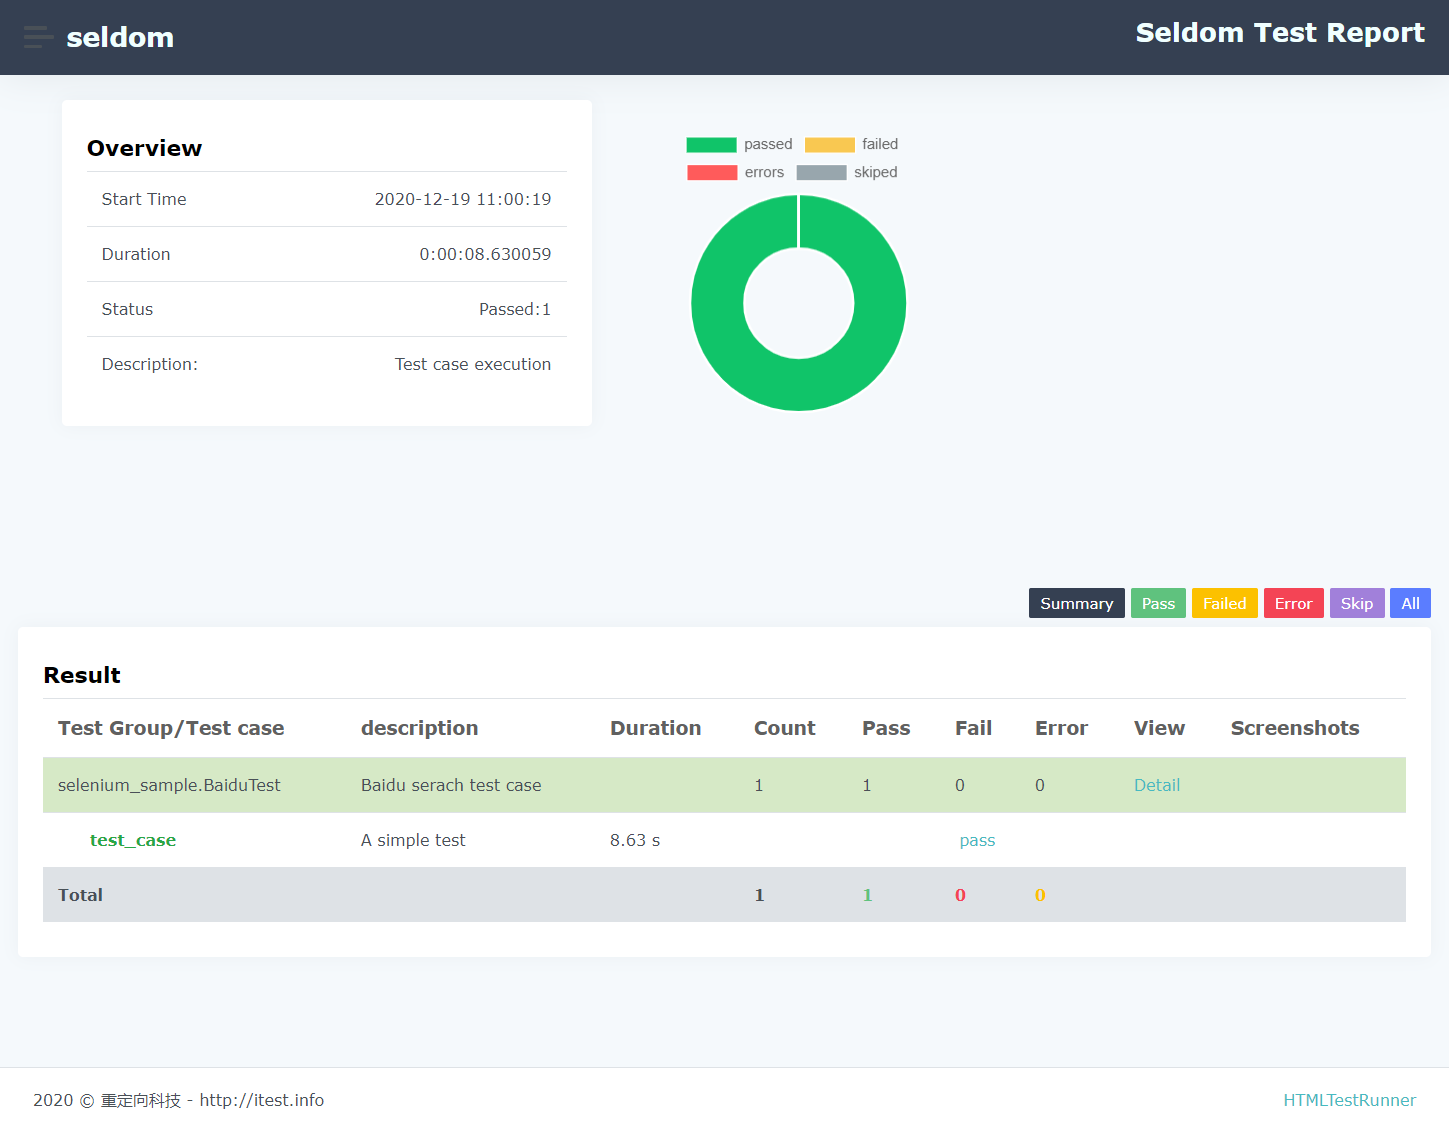 seldom
Seldom Test Report
Overview
Start Time 2020-12-19 11:00:19
Duration 0:00:08.630059
Status Passed:1
Description: Test case execution
passed failed
errors skiped
Summary Pass Failed Error Skip All
Result
Test Group/Test case description Duration Count Pass Fail Error View Screenshots
selenium_sample.BaiduTest Baidu serach test case 1 1 0 0 Detail
test_case A simple test 8.63 s pass
Total 1 1 0 0
2020 © 重定向科技 - http://itest.info
HTMLTestRunner